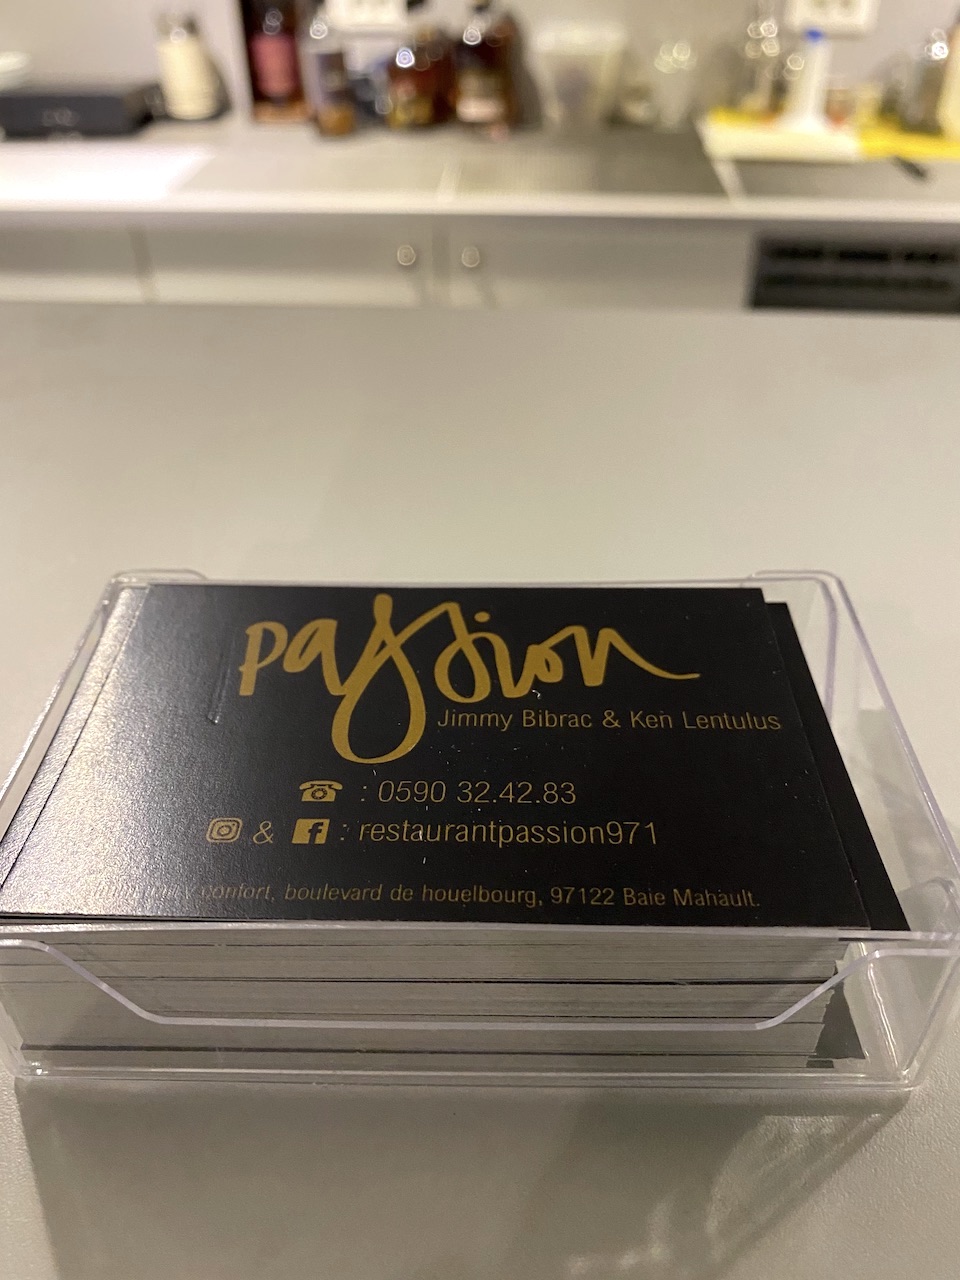 passion
Jimmy Bibrac & Ken Lentulus
: 0590 32.42.83
& f : restaurantpassion971
confort, boulevard de houelbourg, 97122 Baie Mahault.